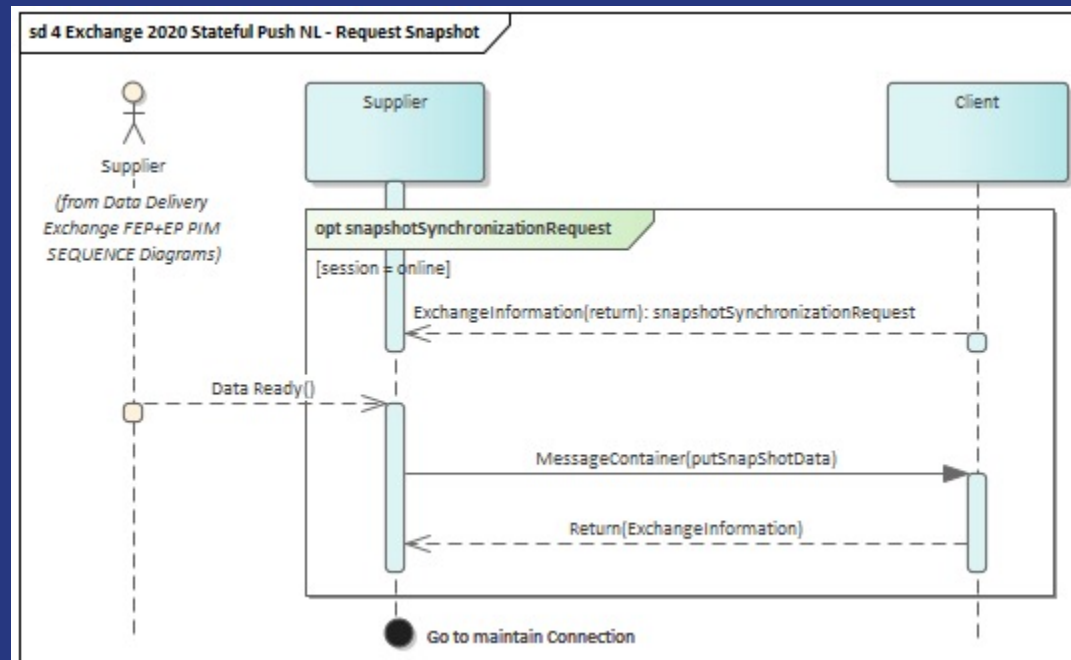 sd 4 Exchange 2020 Stateful Push NL - Request Snapshot
Supplier
Client
Supplier
(from Data Delivery
Exchange FEP+EP PIM
SEQUENCE Diagrams)
opt snapshotSynchronizationRequest
[session = online]
ExchangeInformation(return): snapshotSynchronizationRequest
Data Ready()
MessageContainer(putSnapShotData)
Return(ExchangeInformation)
Go to maintain Connection